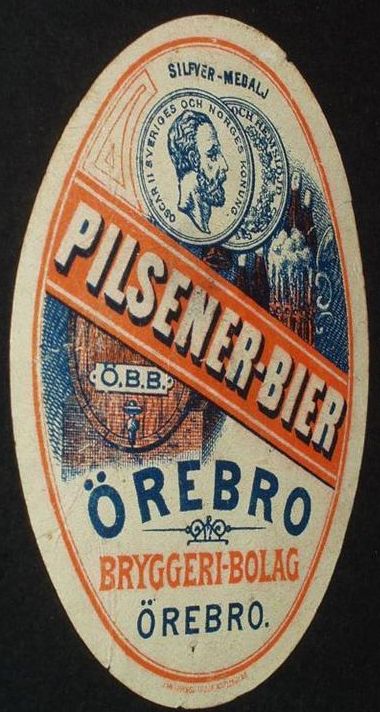 SILFVER-MEDALJ
OSCAR II SVERIGES OCH NORGES KONUNG
PILSENER-BIER
Ö.B.B.
ÖREBRO
BRYGGERI-BOLAG
ÖREBRO.